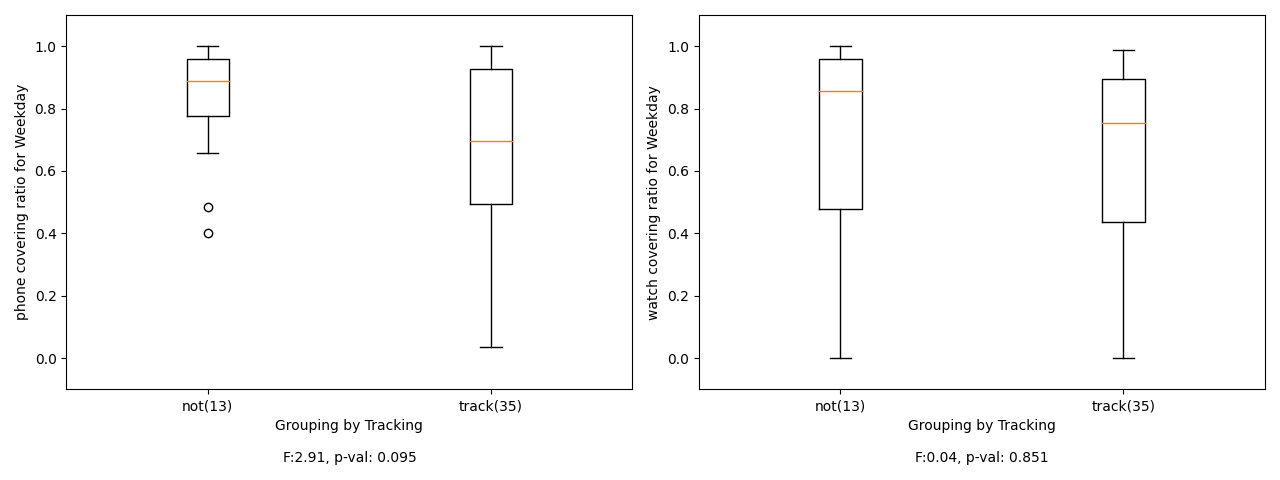 phone covering ratio for Weekday
1.0
0.8
0.6
0.4
0.2
0.0
not(13)
track(35)
Grouping by Tracking
F:2.91, p-val: 0.095
watch covering ratio for Weekday
1.0
0.8
0.6
0.4
0.2
0.0
not(13)
track(35)
Grouping by Tracking
F:0.04, p-val: 0.851